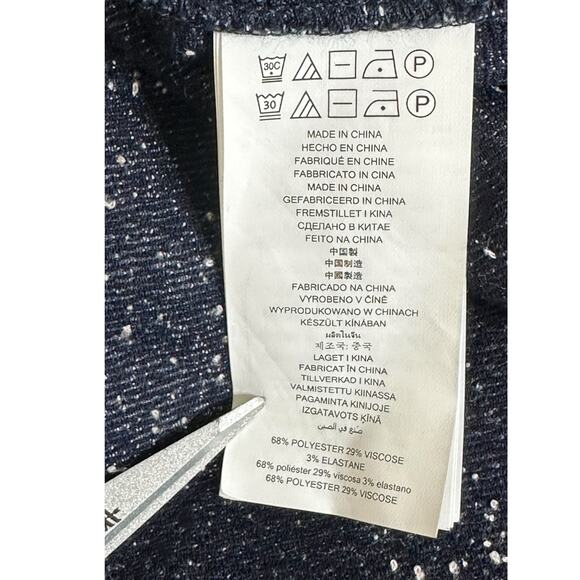 30C P
30 P
MADE IN CHINA
HECHO EN CHINA
FABRIQUÉ EN CHINE
FABBRICATO IN CINA
MADE IN CHINA
GEFABRICEERD IN CHINA
FREMSTILLET I KINA
СДЕЛАНО В КИТАЕ
FEITO NA CHINA
中国製
中国制造
中國製造
FABRICADO NA CHINA
VYROBENO V ČÍNĚ
WYPRODUKOWANO W CHINACH
KÉSZÜLT KÍNÁBAN
ผลิตในจีน
제조국: 중국
LAGET I KINA
FABRICAT ÎN CHINA
TILLVERKAD I KINA
VALMISTETTU KIINASSA
PAGAMINTA KINIJOJE
IZGATAVOTS ĶĪNĀ
صنع في الصين
68% POLYESTER 29% VISCOSE
3% ELASTANE
68% poliéster 29% viscosa 3% elastano
68% POLYESTER 29% VISCOSE